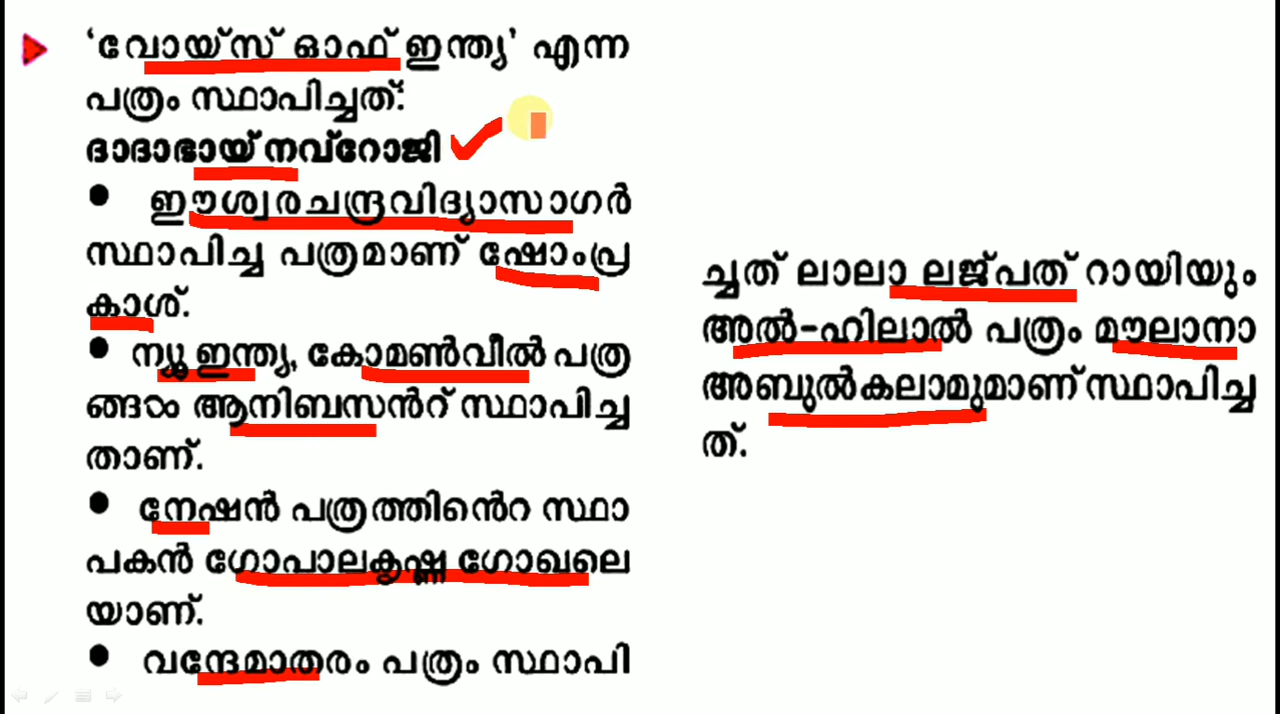 ‘വോയ്സ് ഓഫ് ഇന്ത്യ’ എന്ന
പത്രം സ്ഥാപിച്ചത്:
ദാദാഭായ് നവ്റോജി
● ഈശ്വരചന്ദ്രവിദ്യാസാഗർ
സ്ഥാപിച്ച പത്രമാണ് ഷോംപ്ര
കാശ്.
● ന്യൂ ഇന്ത്യ, കോമൺവീൽ പത്ര
ങ്ങൾ ആനിബസൻറ് സ്ഥാപിച്ച
താണ്.
● നേഷൻ പത്രത്തിൻെറ സ്ഥാ
പകൻ ഗോപാലകൃഷ്ണ ഗോഖലെ
യാണ്.
● വന്ദേമാതരം പത്രം സ്ഥാപി
ച്ചത് ലാലാ ലജ്പത് റായിയും
അൽ-ഹിലാൽ പത്രം മൗലാനാ
അബുൽകലാമുമാണ് സ്ഥാപിച്ച
ത്.